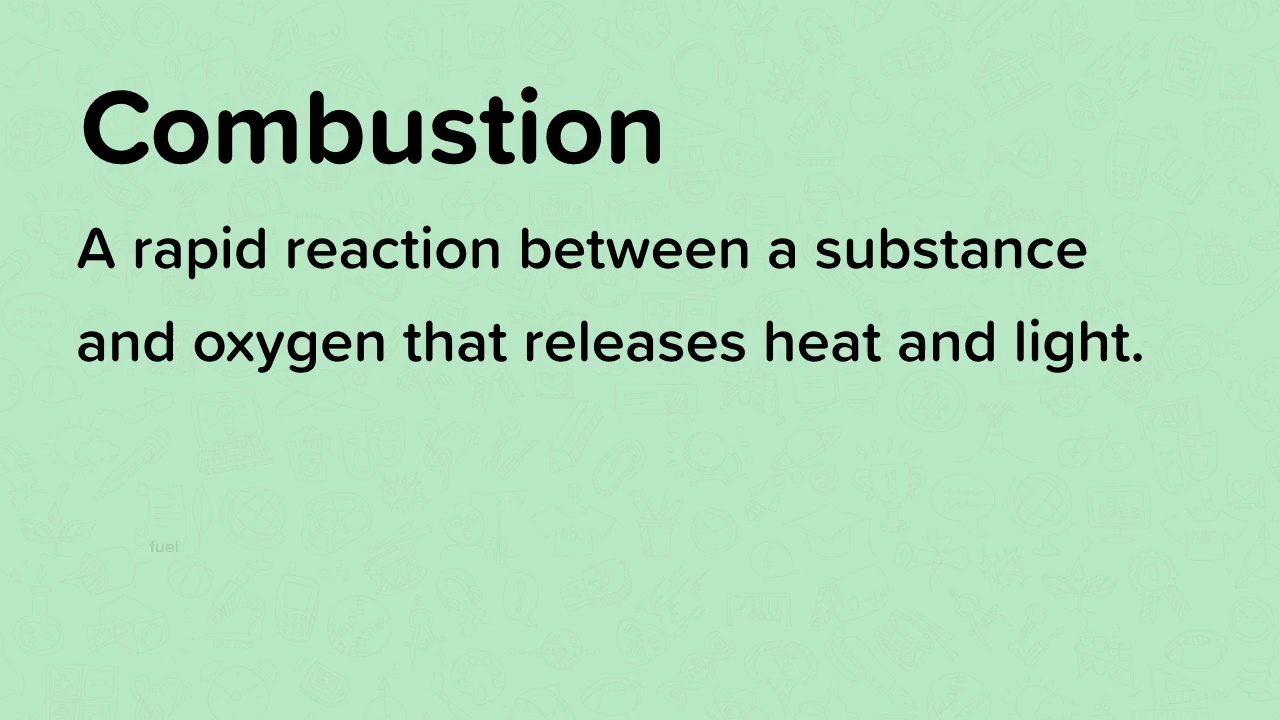 Combustion
A rapid reaction between a substance
and oxygen that releases heat and light.
fuel